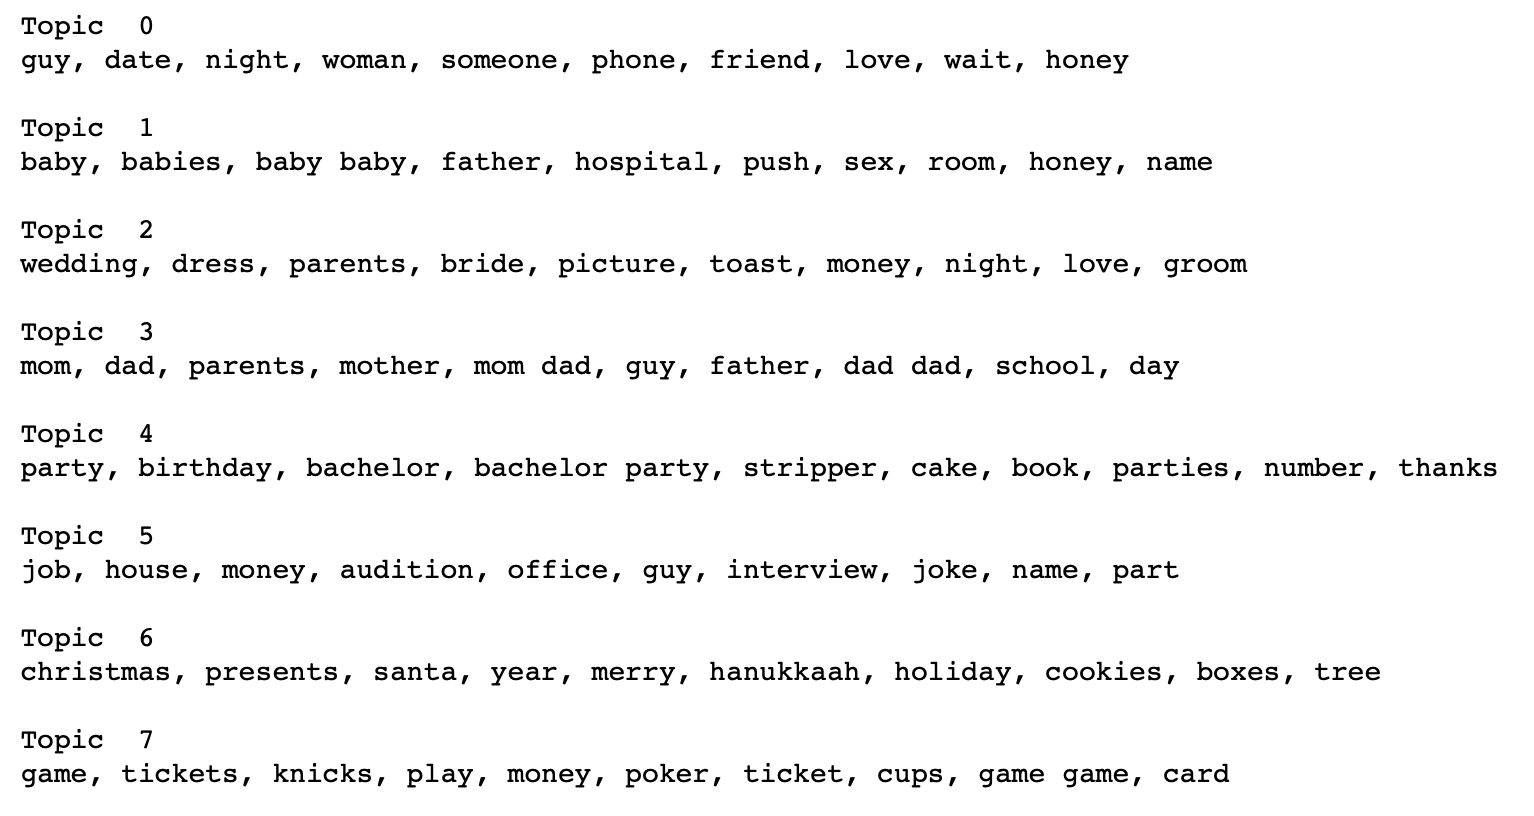 Topic  0
guy, date, night, woman, someone, phone, friend, love, wait, honey
Topic  1
baby, babies, baby baby, father, hospital, push, sex, room, honey, name
Topic  2
wedding, dress, parents, bride, picture, toast, money, night, love, groom
Topic  3
mom, dad, parents, mother, mom dad, guy, father, dad dad, school, day
Topic  4
party, birthday, bachelor, bachelor party, stripper, cake, book, parties, number, thanks
Topic  5
job, house, money, audition, office, guy, interview, joke, name, part
Topic  6
christmas, presents, santa, year, merry, hanukkaah, holiday, cookies, boxes, tree
Topic  7
game, tickets, knicks, play, money, poker, ticket, cups, game game, card